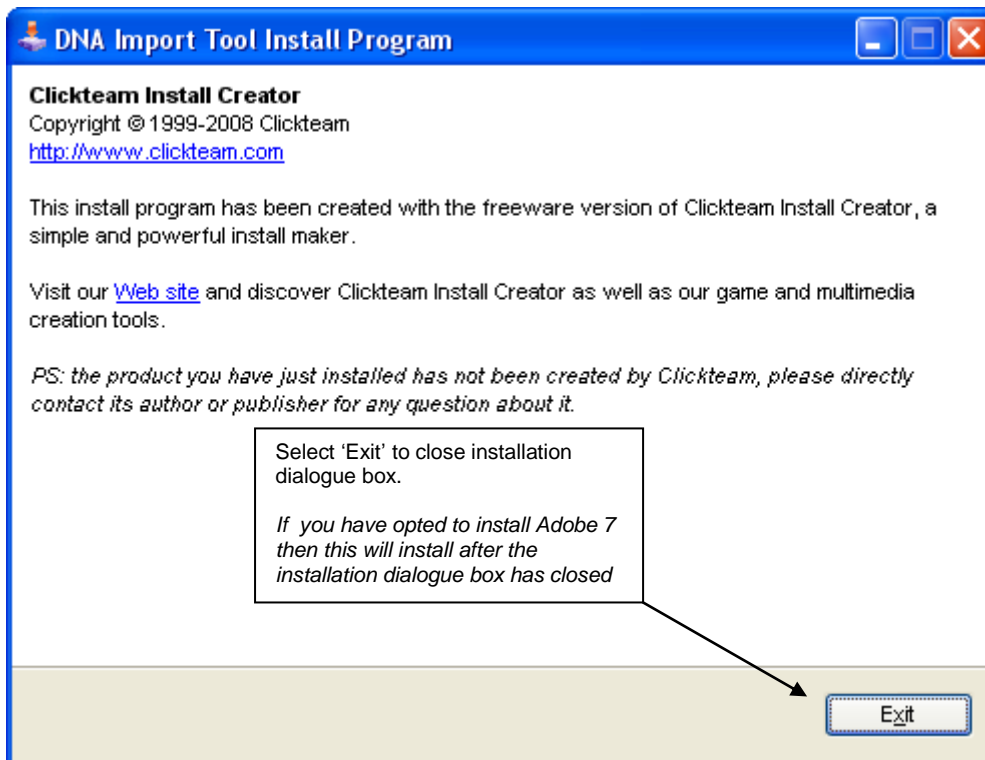 DNA Import Tool Install Program
Clickteam Install Creator
Copyright © 1999-2008 Clickteam
http://www.clickteam.com
This install program has been created with the freeware version of Clickteam Install Creator, a
simple and powerful install maker.
Visit our Web site and discover Clickteam Install Creator as well as our game and multimedia
creation tools.
PS: the product you have just installed has not been created by Clickteam, please directly
contact its author or publisher for any question about it.
Select ‘Exit’ to close installation
dialogue box.
If you have opted to install Adobe 7
then this will install after the
installation dialogue box has closed
Exit